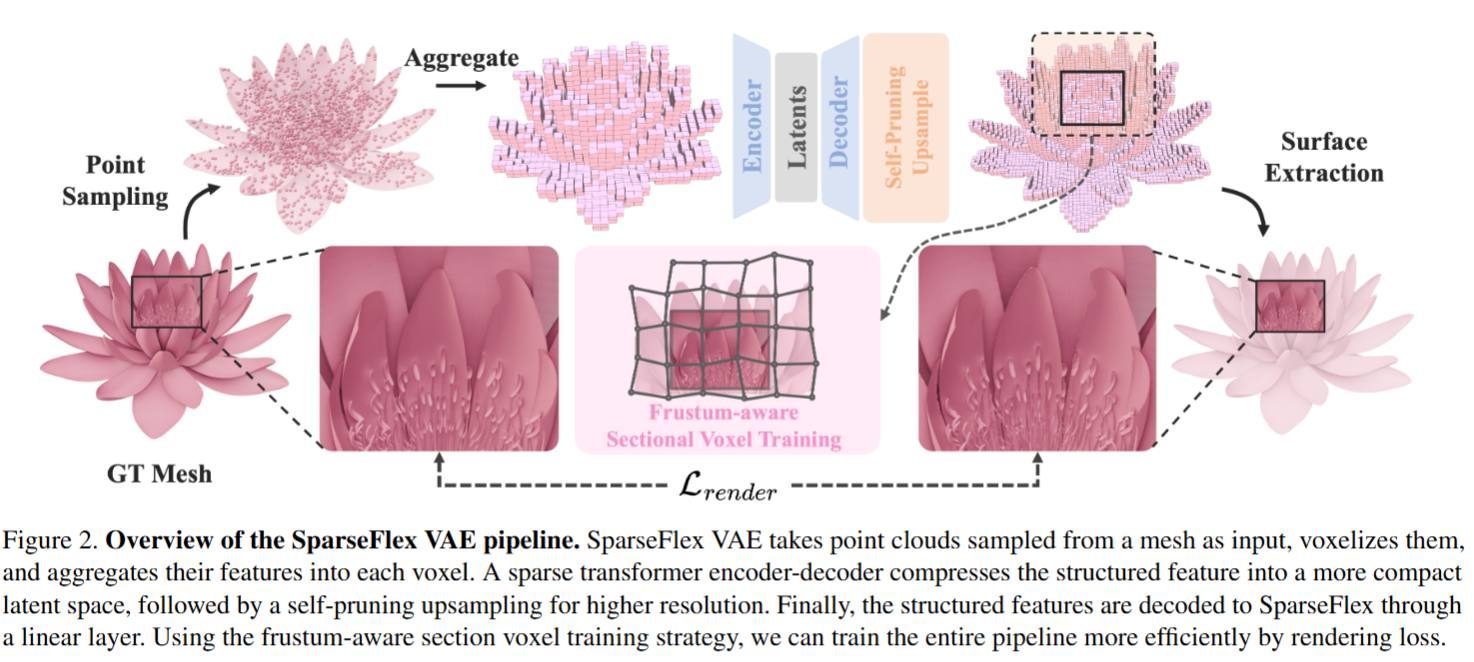 Aggregate
Point
Sampling
Encoder
Latents
Decoder
Self-Pruning
Upsample
Surface
Extraction
GT Mesh
Frustum-aware
Sectional Voxel Training
ℒrender
Figure 2. Overview of the SparseFlex VAE pipeline. SparseFlex VAE takes point clouds sampled from a mesh as input, voxelizes them,
and aggregates their features into each voxel. A sparse transformer encoder-decoder compresses the structured feature into a more compact
latent space, followed by a self-pruning upsampling for higher resolution. Finally, the structured features are decoded to SparseFlex through
a linear layer. Using the frustum-aware section voxel training strategy, we can train the entire pipeline more efficiently by rendering loss.